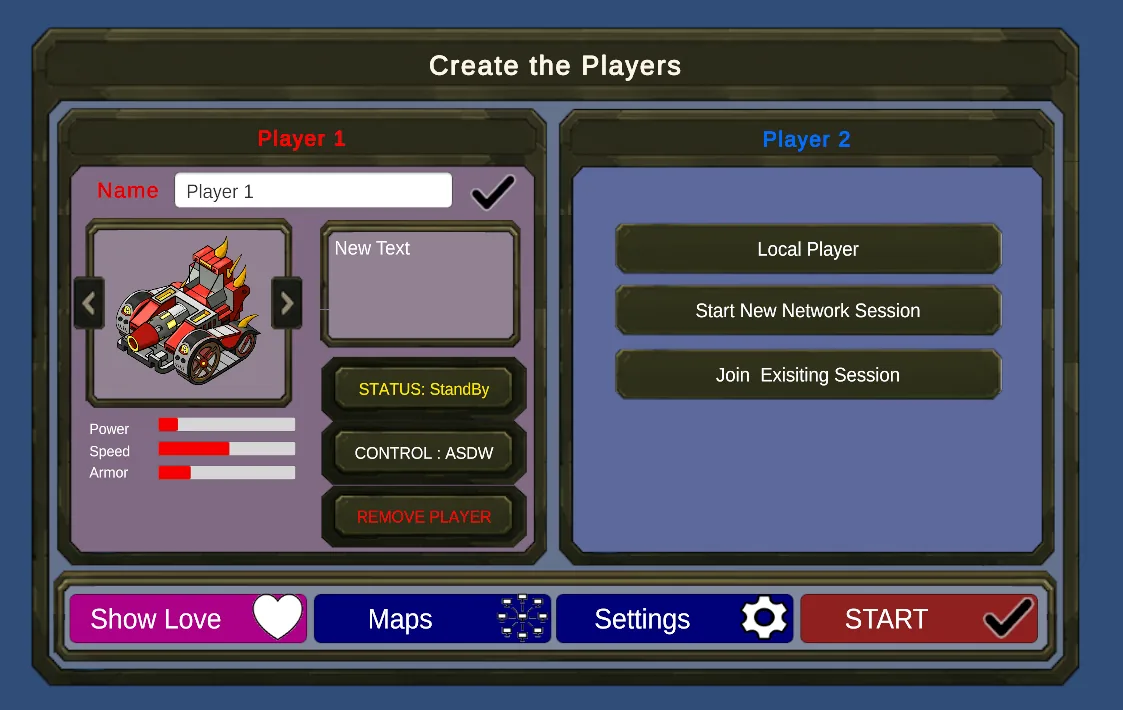 Create the Players
Player 1
Name
Player 1
New Text
STATUS: StandBy
CONTROL : ASDW
REMOVE PLAYER
Power
Speed
Armor
Player 2
Local Player
Start New Network Session
Join  Exisiting Session
Show Love
Maps
Settings
START